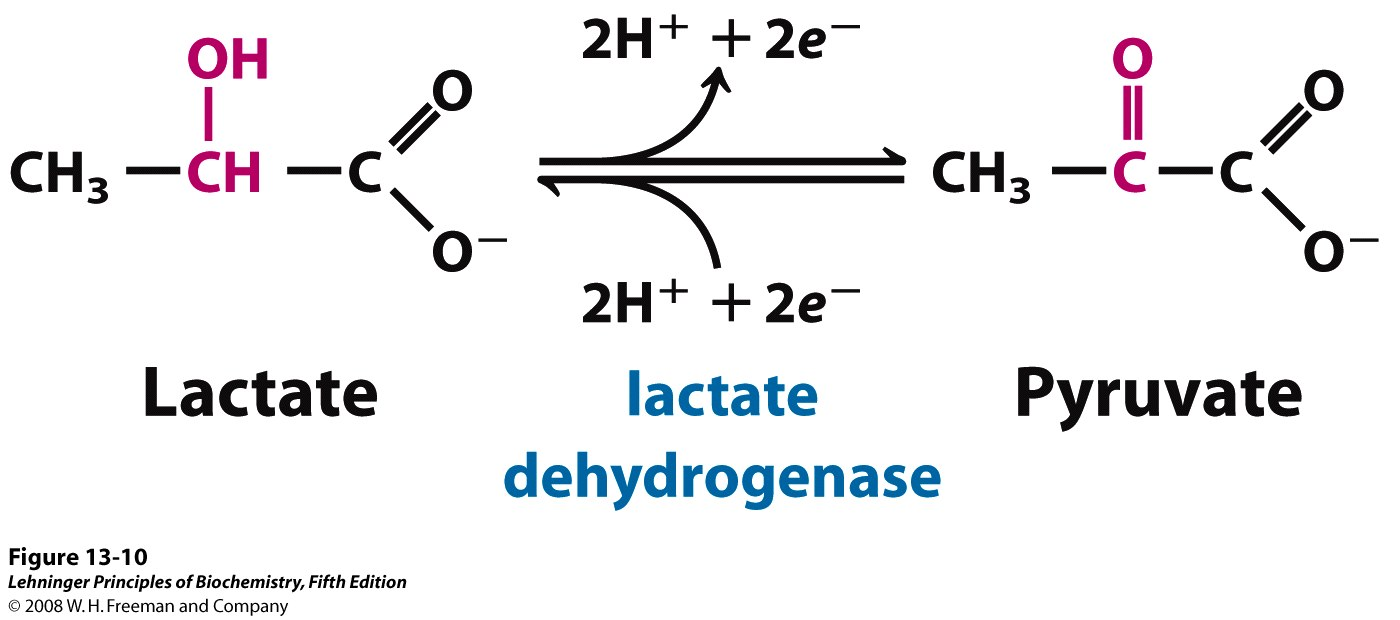 2H⁺ + 2e⁻
OH
O
CH₃ CH C
O⁻
O
O
CH₃ C C
O⁻
2H⁺ + 2e⁻
Lactate
lactate
dehydrogenase
Pyruvate
Figure 13-10
Lehninger Principles of Biochemistry, Fifth Edition
© 2008 W. H. Freeman and Company